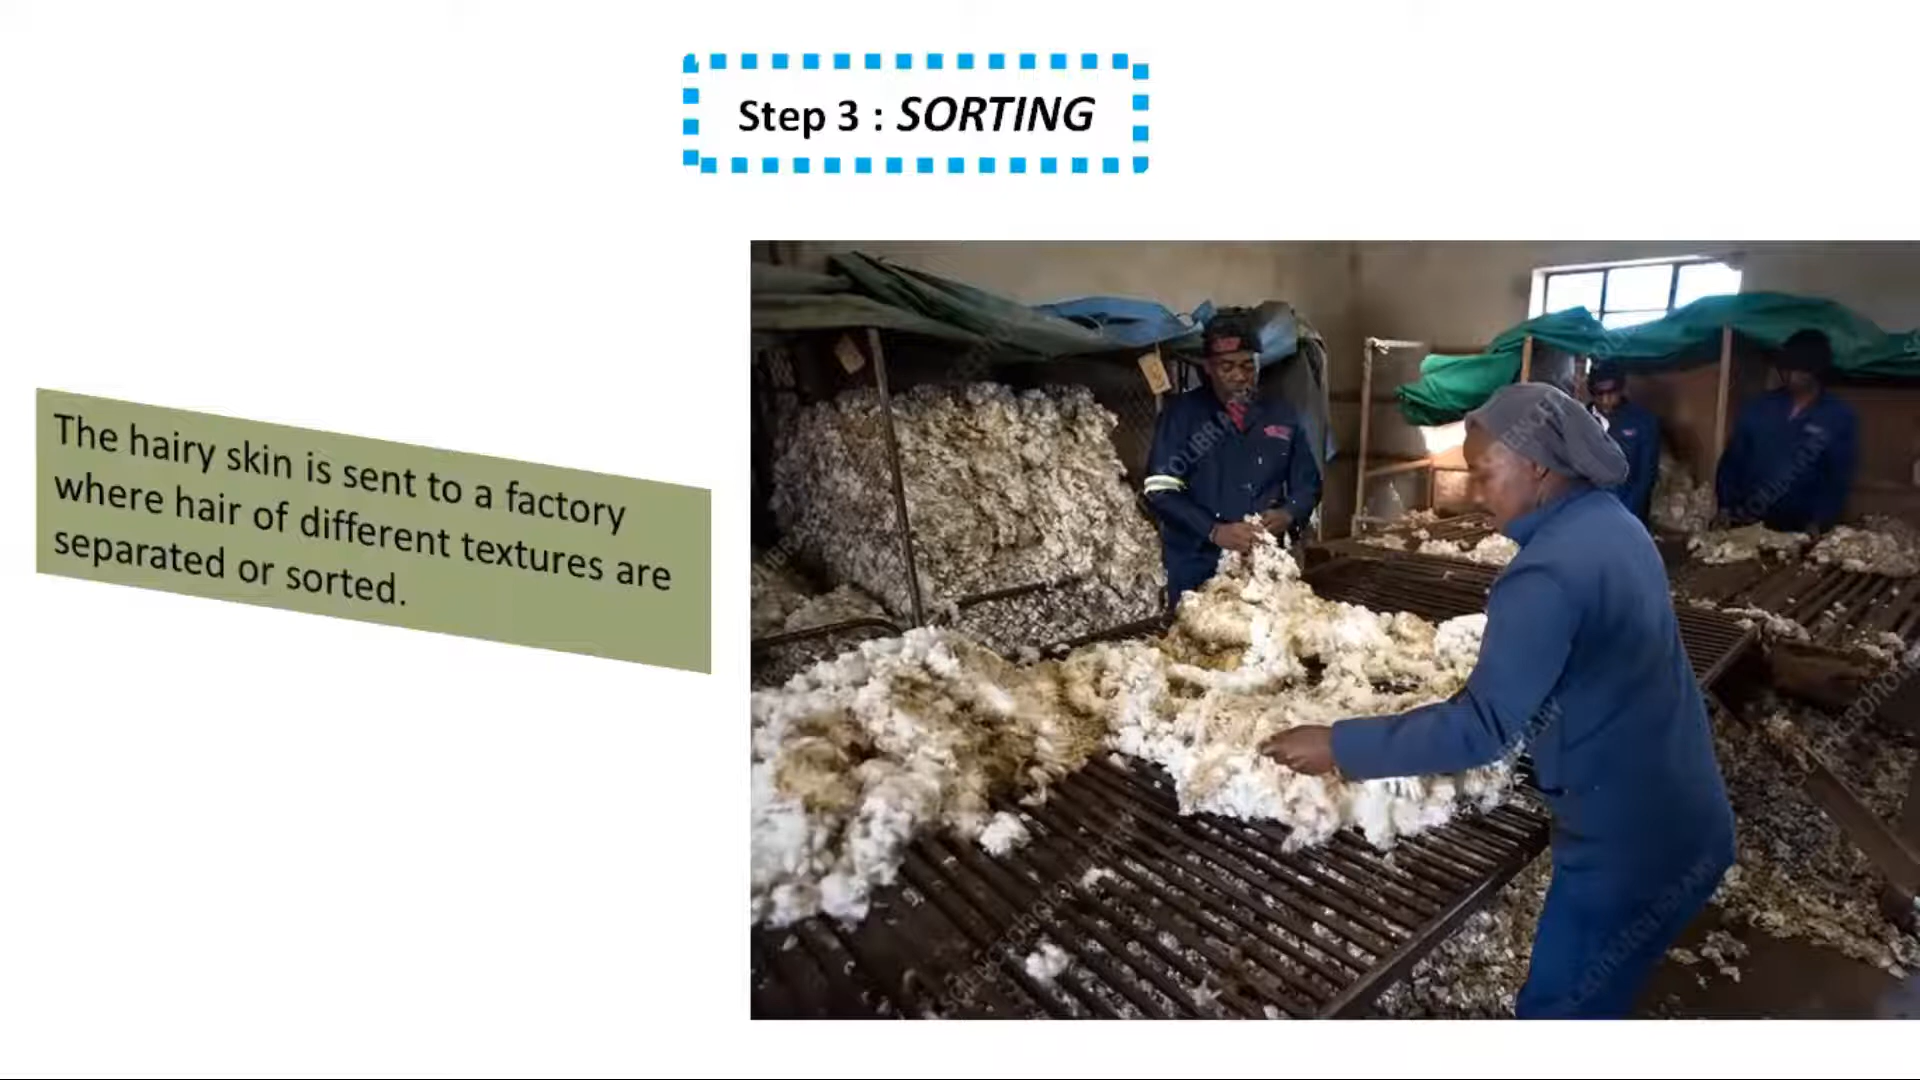 Step 3 : SORTING
The hairy skin is sent to a factory
where hair of different textures are
separated or sorted.